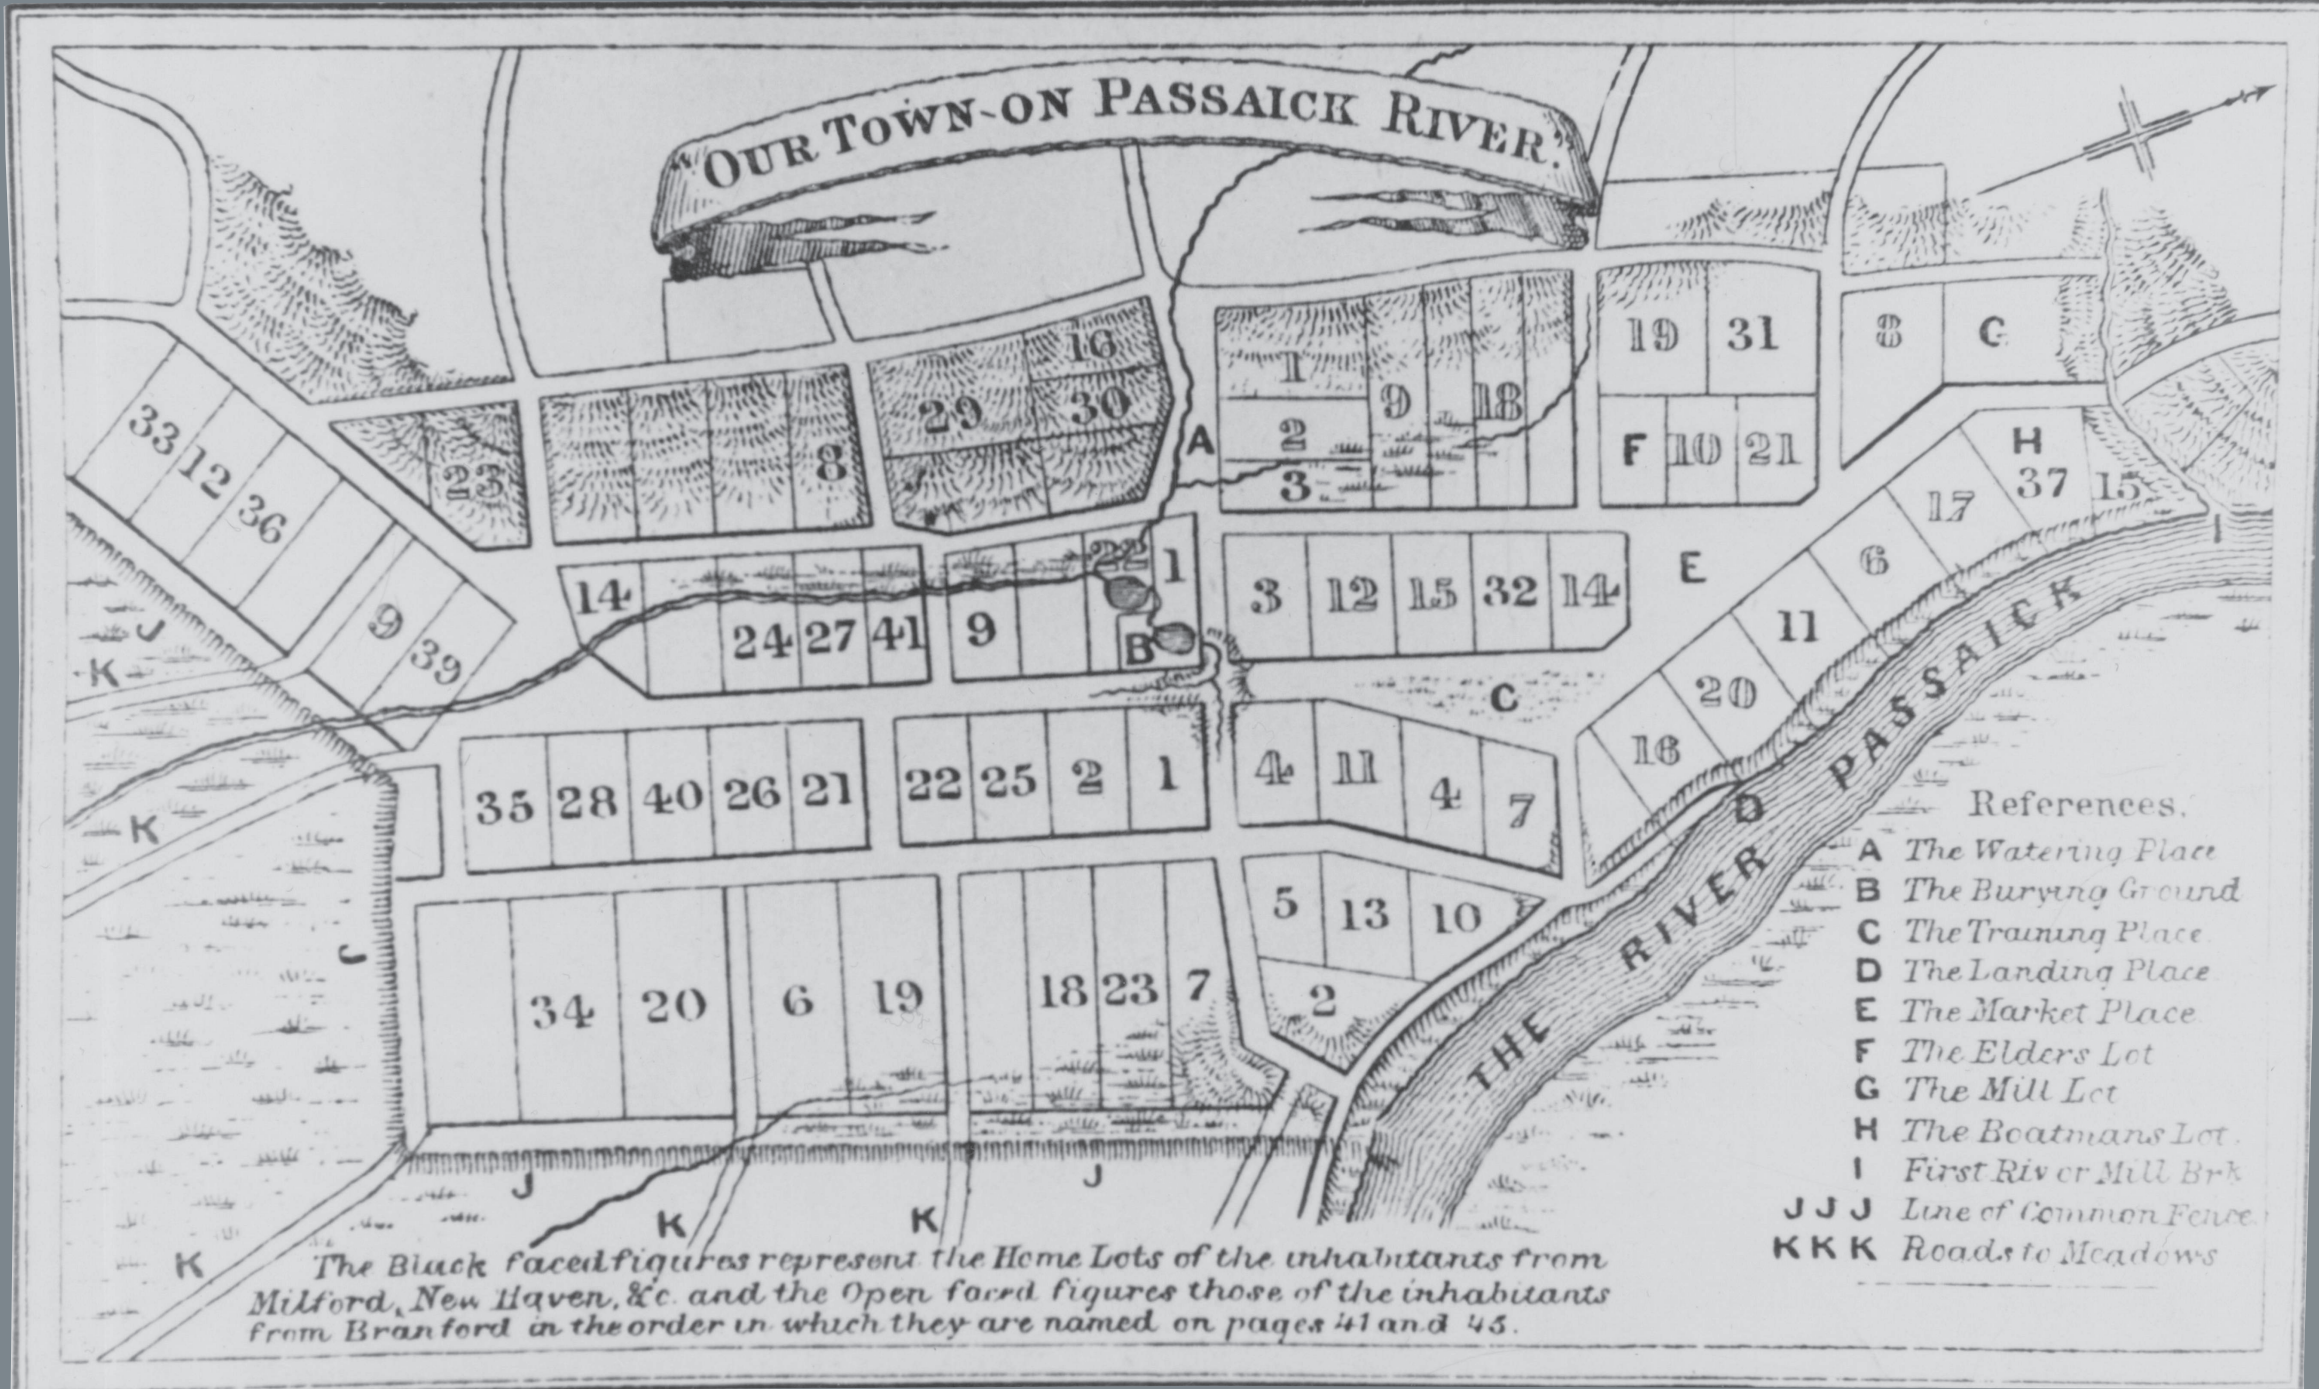 "OUR TOWN ON PASSAICK RIVER."
16
19 31
8 G
1
29 30
9 18
33 12 36
23
8
A
2
F 10 21
H
37 15
3
17
I
22 1
14
3 12 15 32 14
E
6
J
K
9 39
24 27 41
9
B
11
C
20
16
K
35 28 40 26 21
22 25 2 1
4 11 4 7
D
THE RIVER PASSAICK
5 13 10
J
34 20
6 19
18 23 7
2
J
J
K
K
K
References.
A The Watering Place
B The Burying Ground
C The Training Place
D The Landing Place
E The Market Place
F The Elders Lot
G The Mill Lot
H The Boatmans Lot.
I First Riv or Mill Brk
J J J Line of Common Fence
K K K Roads to Meadows
The Black faced figures represent the Home Lots of the inhabitants from
Milford, New Haven, &c. and the Open faced figures those of the inhabitants
from Branford in the order in which they are named on pages 41 and 45.